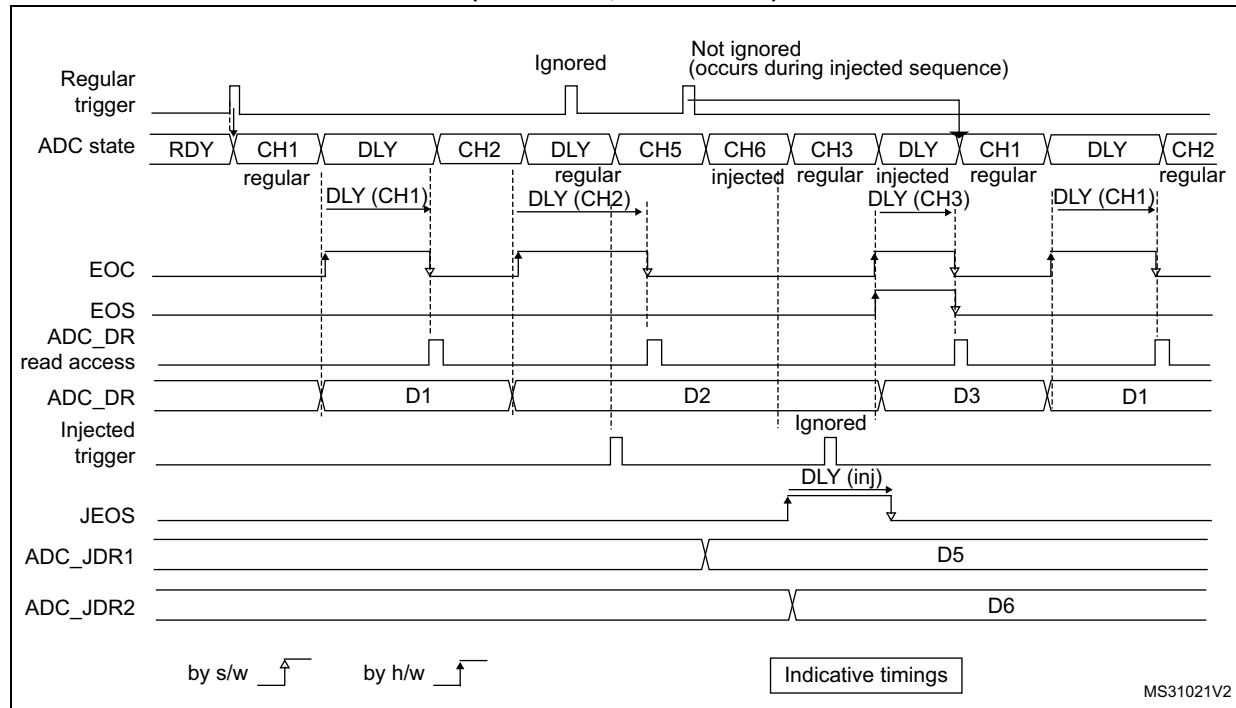 Not ignored
Ignored
(occurs during injected sequence)
Regular
trigger
ADC state
RDY CH1 DLY CH2 DLY CH5 CH6 CH3 DLY CH1 DLY CH2
regular regular injected regular injected regular regular
DLY (CH1) DLY (CH2) DLY (CH3) DLY (CH1)
EOC
EOS
ADC_DR
read access
ADC_DR D1 D2 D3 D1
Injected
trigger
Ignored
DLY (inj)
JEOS
ADC_JDR1 D5
ADC_JDR2 D6
by s/w by h/w Indicative timings
MS31021V2